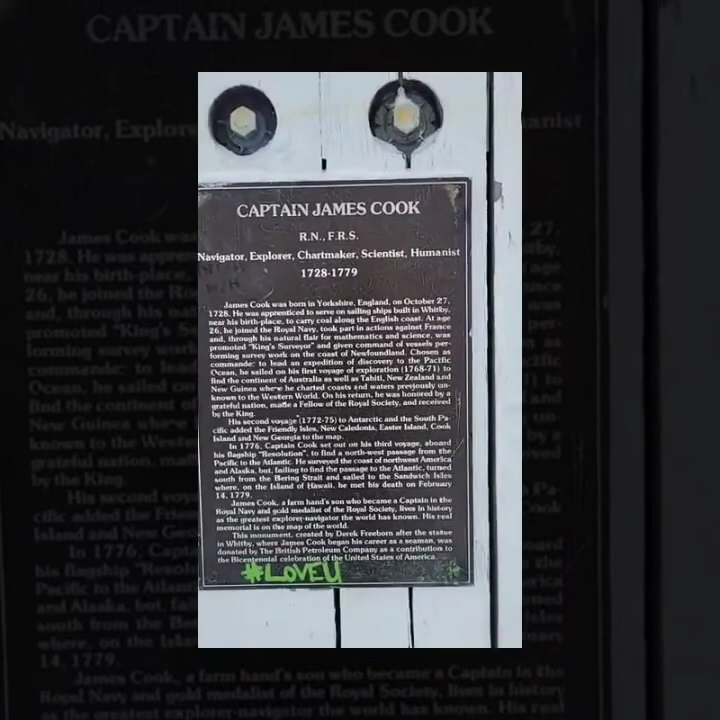 CAPTAIN JAMES COOK
R.N., F.R.S.
Navigator, Explorer, Chartmaker, Scientist, Humanist
1728-1779
James Cook was born in Yorkshire, England, on October 27,
1728. He was apprenticed to serve on sailing ships built in Whitby,
near his birth-place, to carry coal along the English coast. At age
26, he joined the Royal Navy, took part in actions against France
and, through his natural flair for mathematics and science, was
promoted "King's Surveyor" and given command of vessels per-
forming survey work on the coast of Newfoundland. Chosen as
commander to lead an expedition of discovery to the Pacific
Ocean, he sailed on his first voyage of exploration (1768-71) to
find the continent of Australia as well as Tahiti, New Zealand and
New Guinea where he charted coasts and waters previously un-
known to the Western World. On his return, he was honored by a
grateful nation, made a Fellow of the Royal Society, and received
by the King.
His second voyage (1772-75) to Antarctic and the South Pa-
cific added the Friendly Isles, New Caledonia, Easter Island, Cook
Island and New Georgia to the map.
In 1776, Captain Cook set out on his third voyage, aboard
his flagship "Resolution", to find a north-west passage from the
Pacific to the Atlantic. He surveyed the coast of northwest America
and Alaska, but, failing to find the passage to the Atlantic, turned
south from the Bering Strait and sailed to the Sandwich Isles
where, on the Island of Hawaii, he met his death on February
14, 1779.
James Cook, a farm hand's son who became a Captain in the
Royal Navy and gold medalist of the Royal Society, lives in history
as the greatest explorer-navigator the world has known. His real
memorial is on the map of the world.
This monument, created by Derek Freeborn after the statue
in Whitby, where James Cook began his career as a seaman, was
donated by The British Petroleum Company as a contribution to
the Bicentennial celebration of the United States of America.
#LOVEU